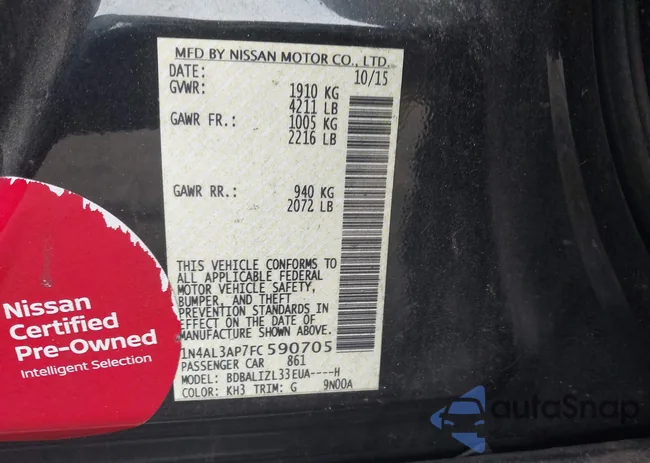 MFD BY NISSAN MOTOR CO., LTD.
DATE: 10/15
GVWR: 1910 KG
4211 LB
GAWR FR.: 1005 KG
2216 LB
GAWR RR.: 940 KG
2072 LB
THIS VEHICLE CONFORMS TO
ALL APPLICABLE FEDERAL
MOTOR VEHICLE SAFETY,
BUMPER, AND THEFT
PREVENTION STANDARDS IN
EFFECT ON THE DATE OF
MANUFACTURE SHOWN ABOVE.
1N4AL3AP7FC590705
PASSENGER CAR 861
MODEL: BDBALIZL33EUA----H
COLOR: KH3 TRIM: G 9N00A
Nissan
Certified
Pre-Owned
Intelligent Selection
autaSnap